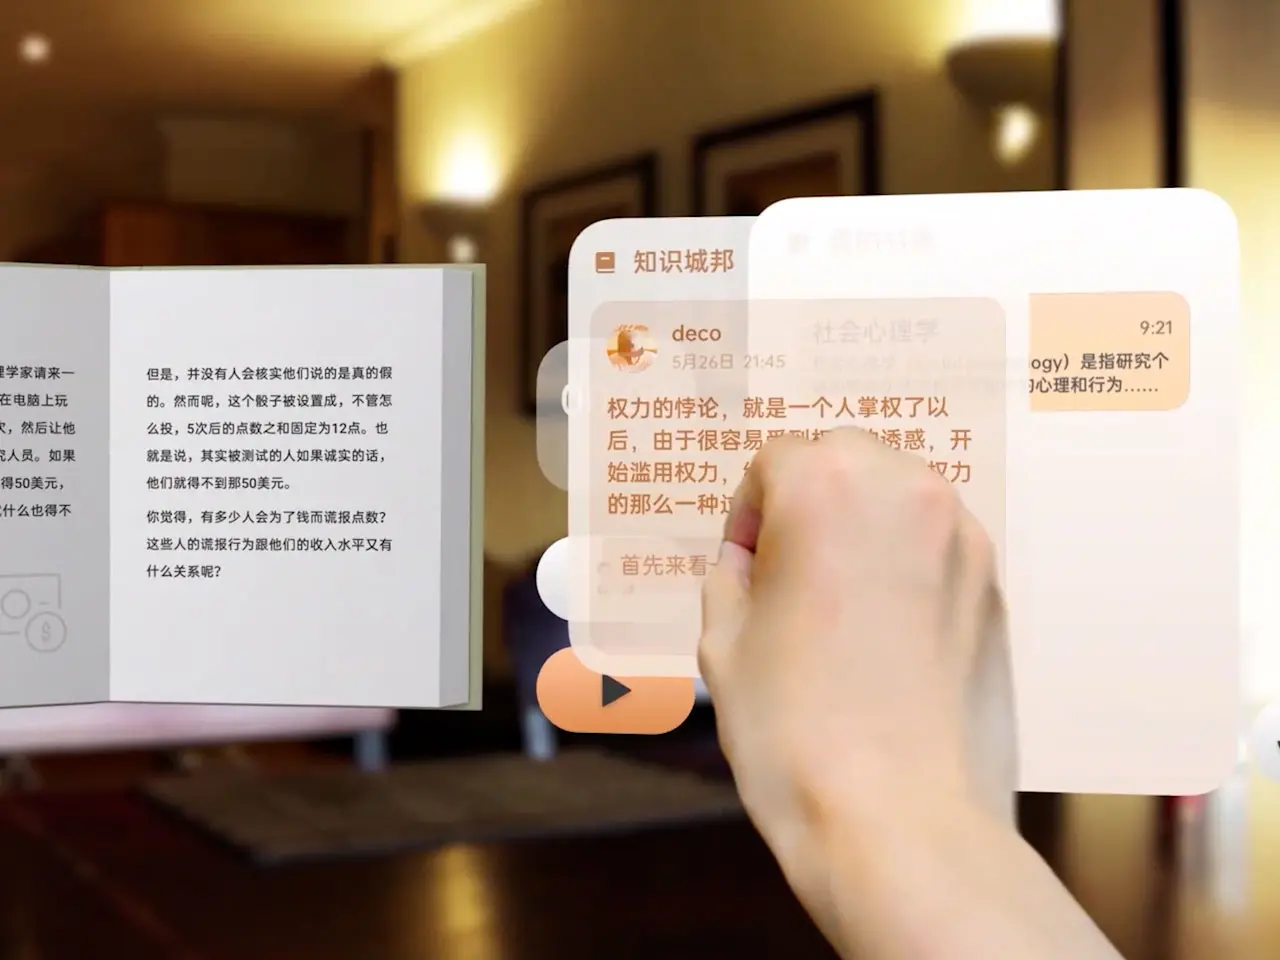 理学家请来一
在电脑上玩
次，然后让他
究人员。如果
得50美元，
什么也得不
但是，并没有人会核实他们说的是真的假
的。然而呢，这个骰子被设置成，不管怎
么投，5次后的点数之和固定为12点。也
就是说，其实被测试的人如果诚实的话，
他们就得不到那50美元。
你觉得，有多少人会为了钱而谎报点数？
这些人的谎报行为跟他们的收入水平又有
什么关系呢？
知识城邦
deco
5月26日 21:45
权力的悖论，就是一个人掌权了以
后，由于很容易受到权 的诱惑，开
始滥用权力， 权力
的那么一种
首先来看
社会心理学
9:21
ogy）是指研究个
的心理和行为……